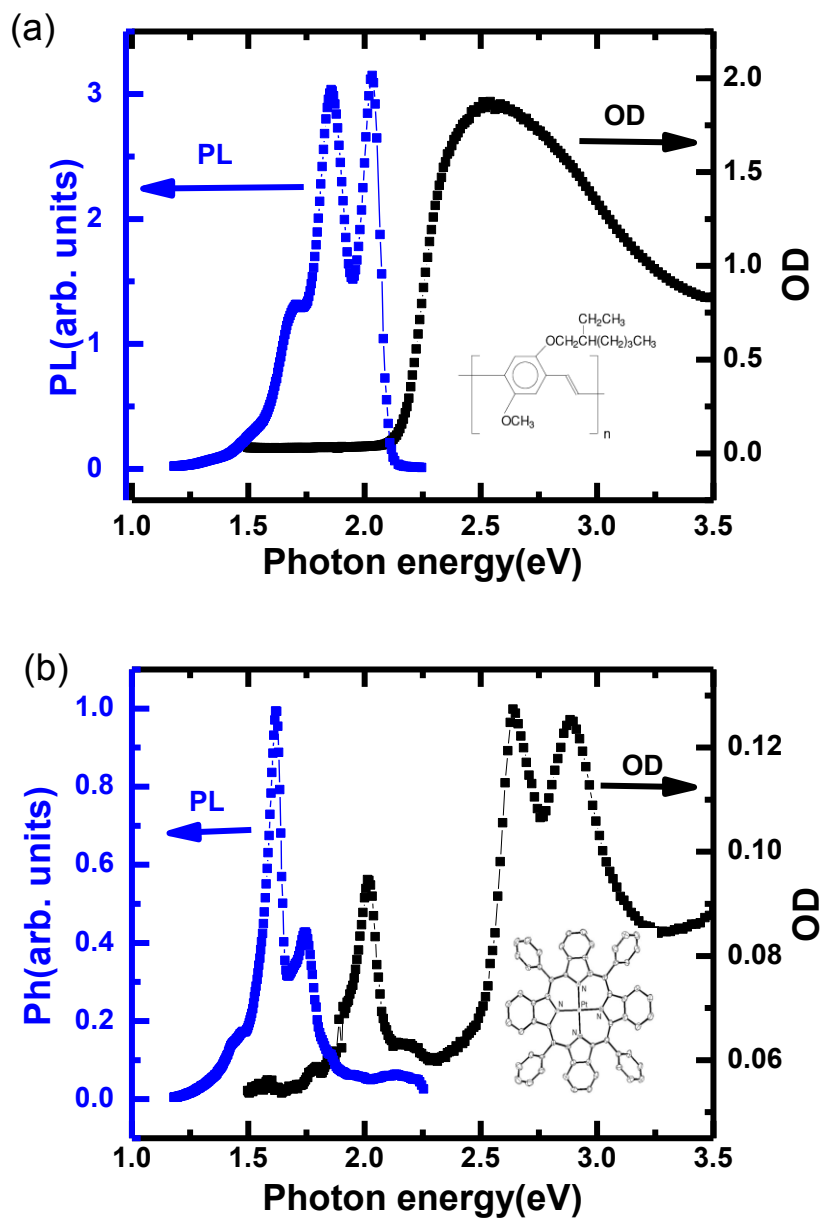 (a)
PL(arb. units)
3
2
1
0
PL
OD
2.0
1.5
1.0
0.5
0.0
OD
CH₂CH₃
OCH₂CH(CH₂)₃CH₃
OCH₃
n
1.0 1.5 2.0 2.5 3.0 3.5
Photon energy(eV)
(b)
Ph(arb. units)
1.0
0.8
0.6
0.4
0.2
0.0
PL
OD
0.12
0.10
0.08
0.06
OD
N
N Pt N
N
1.0 1.5 2.0 2.5 3.0 3.5
Photon energy(eV)